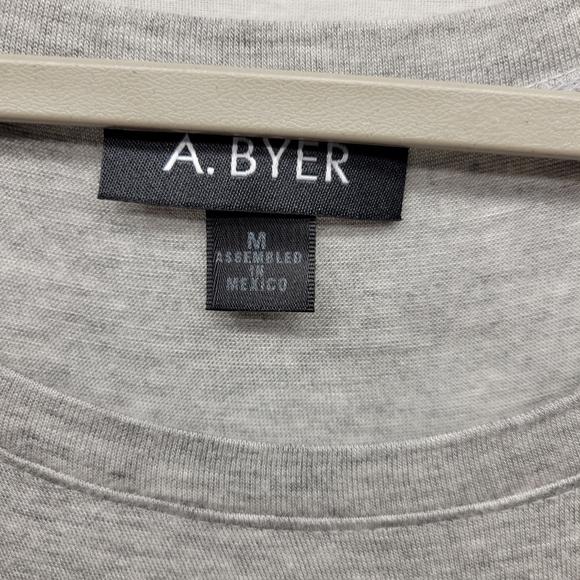 A. BYER
M
ASSEMBLED
IN
MEXICO